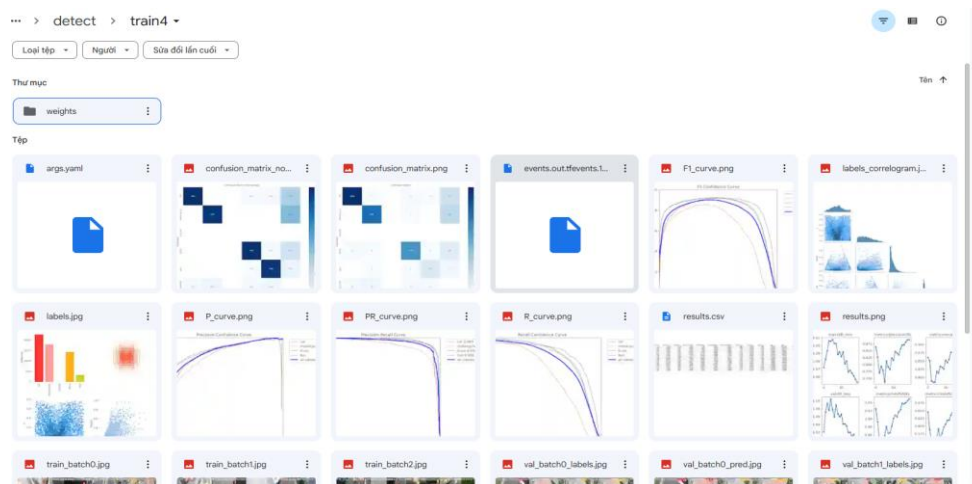 ... > detect > train4
Loại tệp Người Sửa đổi lần cuối
Thư mục
Tên
weights
Tệp
args.yaml confusion_matrix_no... confusion_matrix.png events.out.tfevents.1... F1_curve.png labels_correlogram.j...
labels.jpg P_curve.png PR_curve.png R_curve.png results.csv results.png
train_batch0.jpg train_batch1.jpg train_batch2.jpg val_batch0_labels.jpg val_batch0_pred.jpg val_batch1_labels.jpg